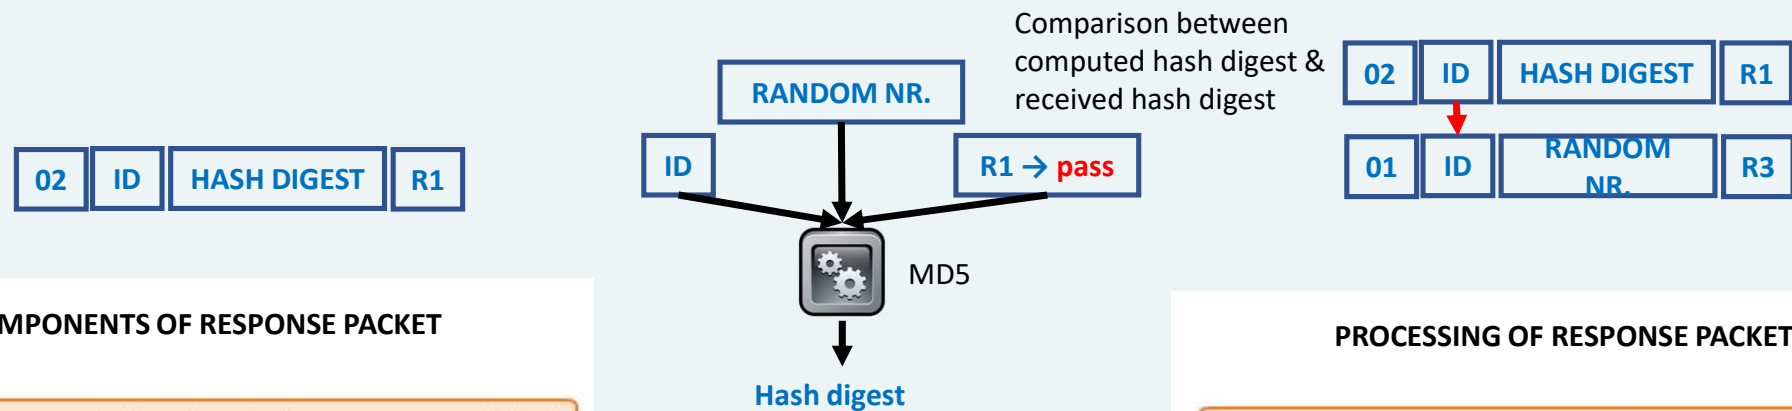 02 ID HASH DIGEST R1
COMPONENTS OF RESPONSE PACKET
RANDOM NR.
ID
R1 → pass
MD5
Hash digest
Comparison between
computed hash digest &
received hash digest
02 ID HASH DIGEST R1
01 ID RANDOM NR. R3
PROCESSING OF RESPONSE PACKET